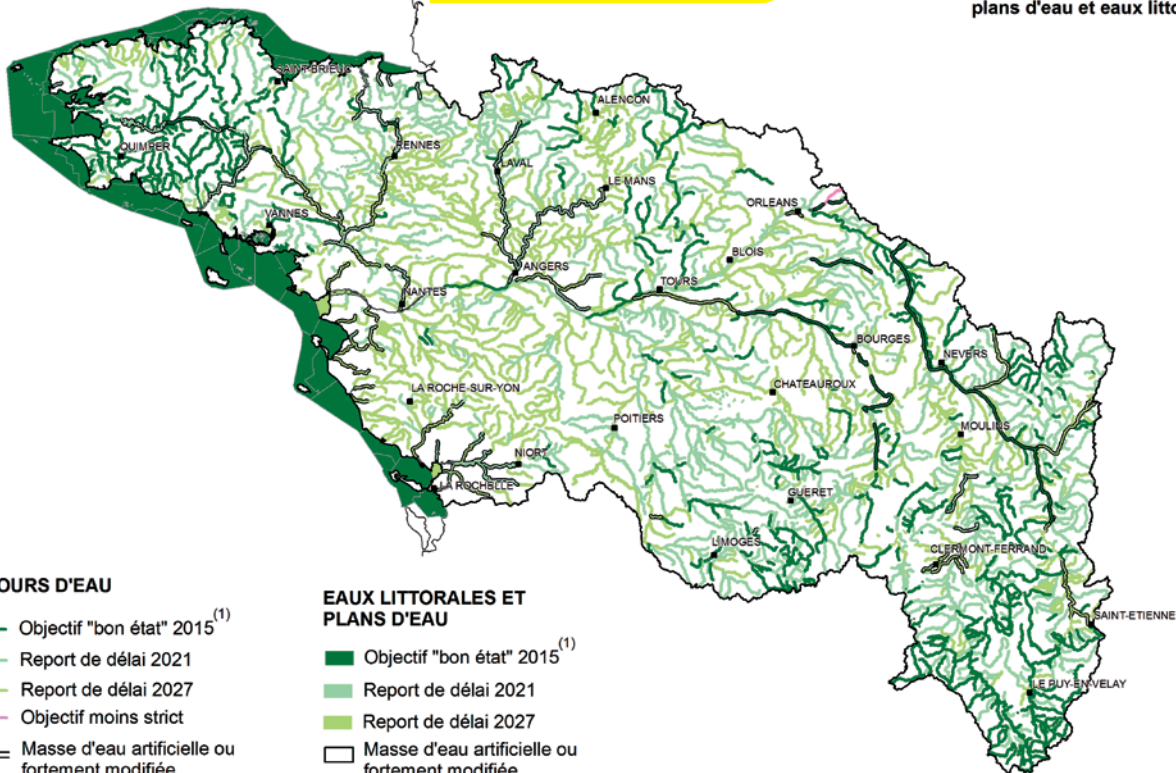 plans d'eau et eaux litto
SAINT-BRIEUC
ALENCON
QUIMPER
RENNES
LAVAL
LE MANS
ORLEANS
VANNES
BLOIS
ANGERS
TOURS
NANTES
BOURGES
NEVERS
LA ROCHE-SUR-YON
CHATEAUROUX
POITIERS
MOULINS
NIORT
LA ROCHELLE
GUERET
LIMOGES
CLERMONT-FERRAND
SAINT-ETIENNE
LE PUY-EN-VELAY
OURS D'EAU
Objectif "bon état" 2015(1)
Report de délai 2021
Report de délai 2027
Objectif moins strict
Masse d'eau artificielle ou
fortement modifiée
EAUX LITTORALES ET
PLANS D'EAU
Objectif "bon état" 2015(1)
Report de délai 2021
Report de délai 2027
Masse d'eau artificielle ou
fortement modifiée